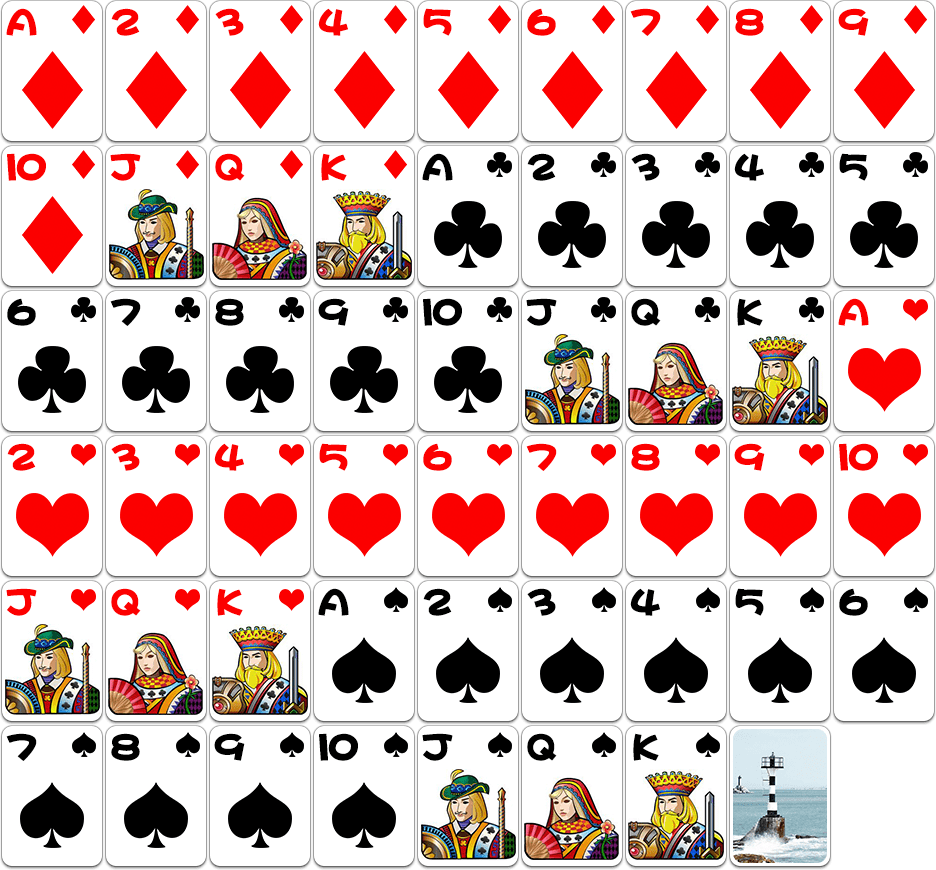 A 2 3 4 5 6 7 8 9
10 J Q K A 2 3 4 5
6 7 8 9 10 J Q K A
2 3 4 5 6 7 8 9 10
J Q K A 2 3 4 5 6
7 8 9 10 J Q K